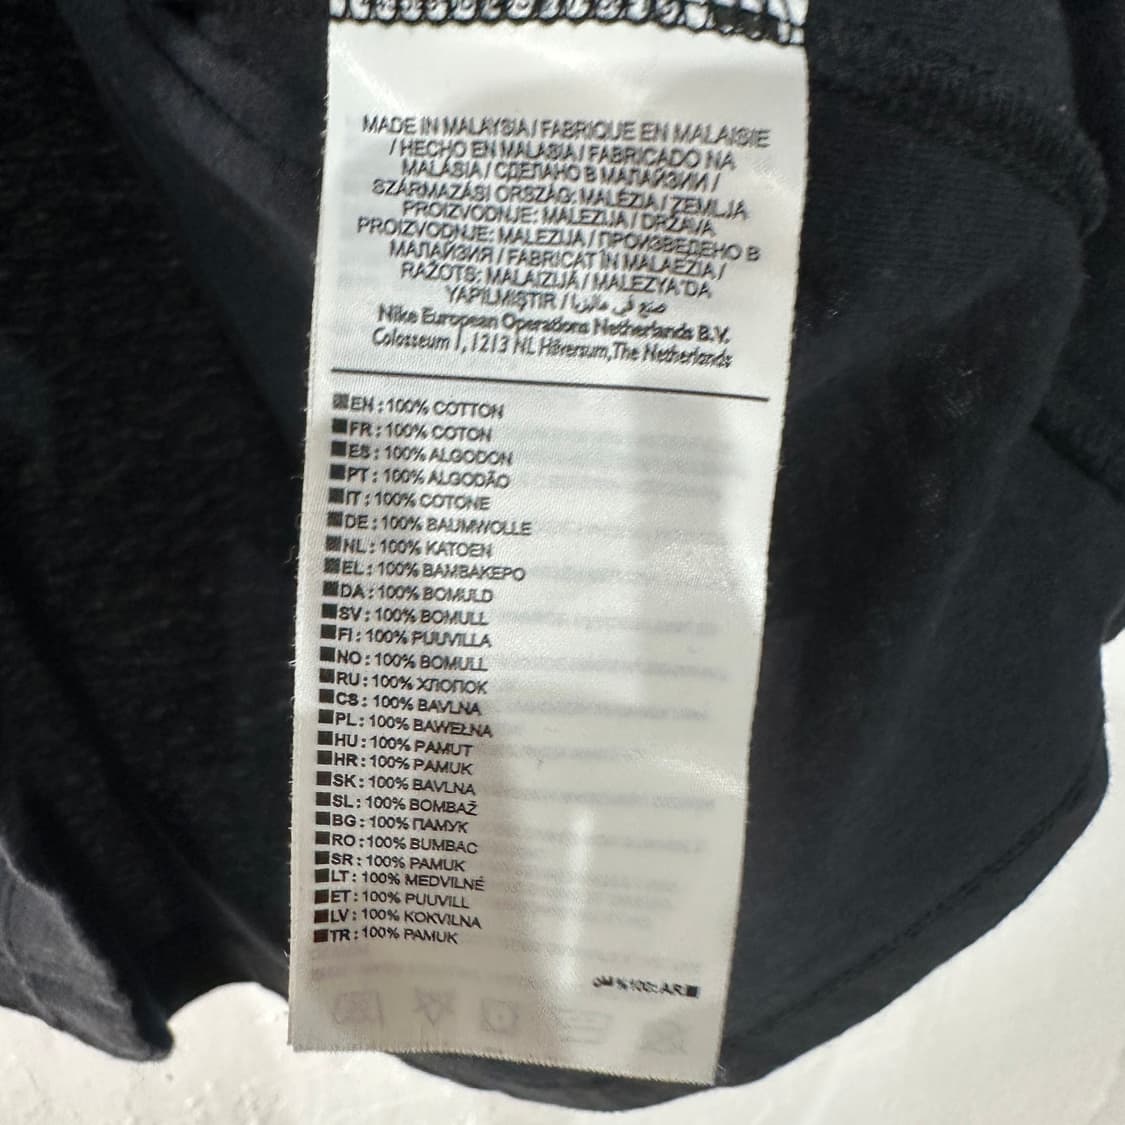 MADE IN MALAYSIA / FABRIQUE EN MALAISIE
/ HECHO EN MALASIA / FABRICADO NA
MALÁSIA / СДЕЛАНО В МАЛАЙЗИИ /
SZÁRMAZÁSI ORSZÁG: MALÉZIA / ZEMLJA
PROIZVODNJE: MALEZIJA / DRŽAVA
PROIZVODNJE: MALEZIJA / ПРОИЗВЕДЕНО В
МАЛАЙЗИЯ / FABRICAT ÎN MALAEZIA /
RAŽOTS: MALAIZIJĀ / MALEZYA'DA
YAPILMIŞTIR / صنع في ماليزيا
Nike European Operations Netherlands B.V.
Colosseum 1, 1213 NL Hilversum, The Netherlands
EN : 100% COTTON
FR : 100% COTON
ES : 100% ALGODON
PT : 100% ALGODÃO
IT : 100% COTONE
DE : 100% BAUMWOLLE
NL : 100% KATOEN
EL : 100% ΒΑΜΒΑΚΕΡΟ
DA : 100% BOMULD
SV : 100% BOMULL
FI : 100% PUUVILLA
NO : 100% BOMULL
RU : 100% ХЛОПОК
CS : 100% BAVLNA
PL : 100% BAWEŁNA
HU : 100% PAMUT
HR : 100% PAMUK
SK : 100% BAVLNA
SL : 100% BOMBAŽ
BG : 100% ПАМУК
RO : 100% BUMBAC
SR : 100% PAMUK
LT : 100% MEDVILNĖ
ET : 100% PUUVILL
LV : 100% KOKVILNA
TR : 100% PAMUK
%100 : AR